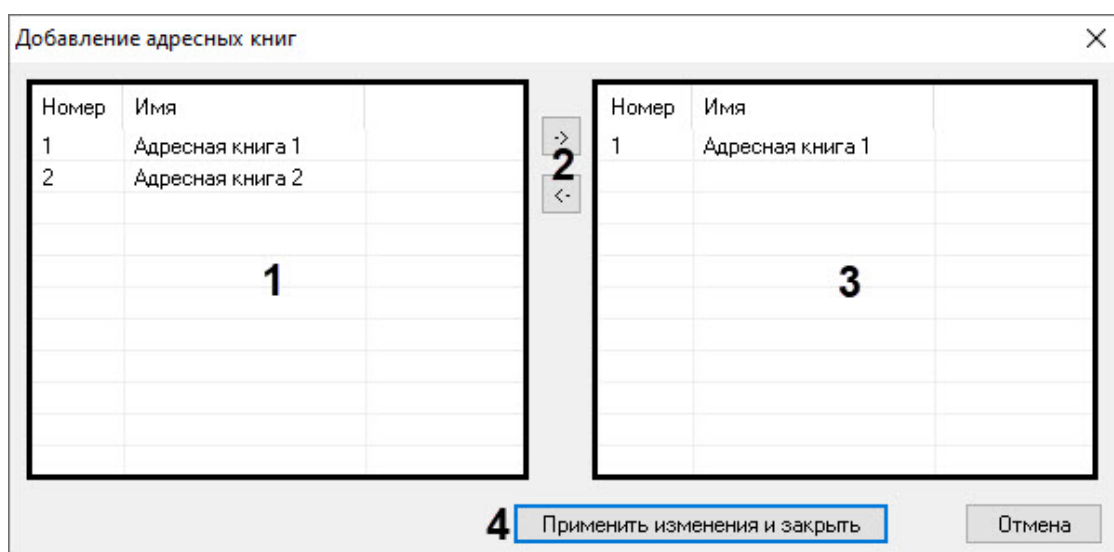 Добавление адресных книг
Номер Имя
1 Адресная книга 1
2 Адресная книга 2
1
->
2
<-
Номер Имя
1 Адресная книга 1
3
4 Применить изменения и закрыть Отмена